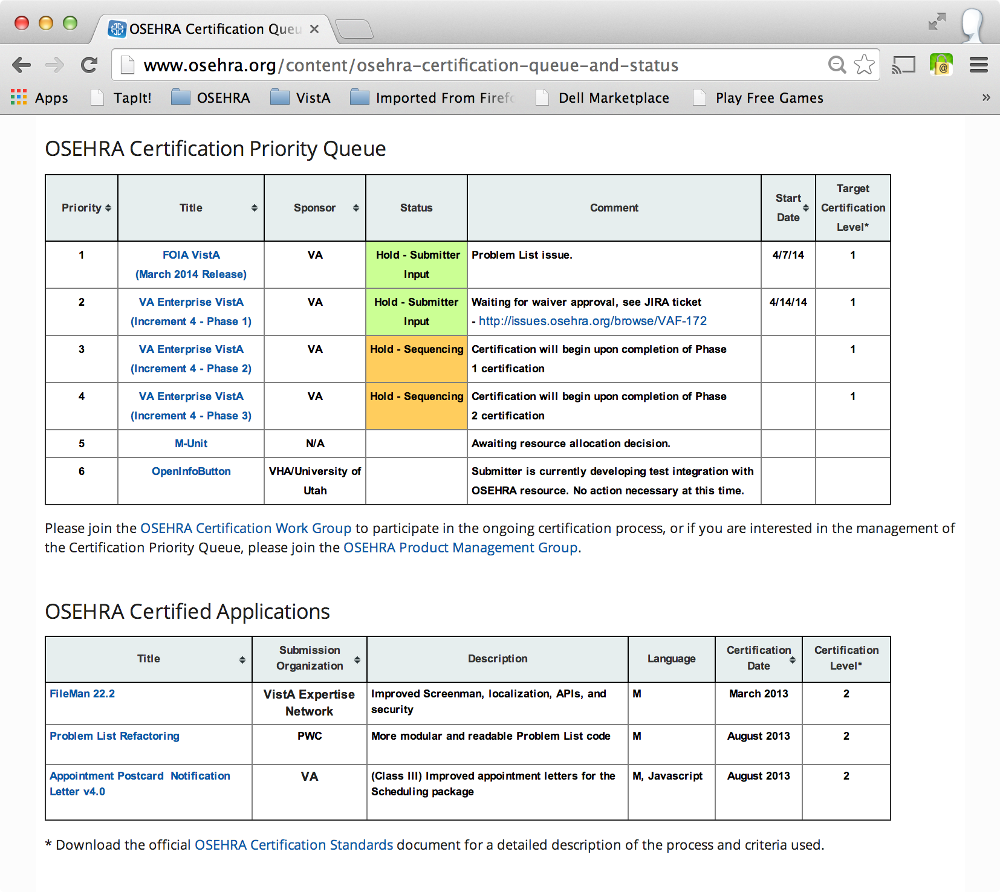 OSEHRA Certification Queu
www.osehra.org/content/osehra-certification-queue-and-status
Apps TapIt! OSEHRA VistA Imported From Firefo Dell Marketplace Play Free Games »
OSEHRA Certification Priority Queue
Priority Title Sponsor Status Comment Start Date Target Certification Level*
1 FOIA VistA VA Hold - Submitter Problem List issue. 4/7/14 1
(March 2014 Release) Input
2 VA Enterprise VistA VA Hold - Submitter Waiting for waiver approval, see JIRA ticket 4/14/14 1
(Increment 4 - Phase 1) Input - http://issues.osehra.org/browse/VAF-172
3 VA Enterprise VistA VA Hold - Sequencing Certification will begin upon completion of Phase 1
(Increment 4 - Phase 2) 1 certification
4 VA Enterprise VistA VA Hold - Sequencing Certification will begin upon completion of Phase 1
(Increment 4 - Phase 3) 2 certification
5 M-Unit N/A Awaiting resource allocation decision.
6 OpenInfoButton VHA/University of Submitter is currently developing test integration with
Utah OSEHRA resource. No action necessary at this time.
Please join the OSEHRA Certification Work Group to participate in the ongoing certification process, or if you are interested in the management of
the Certification Priority Queue, please join the OSEHRA Product Management Group.
OSEHRA Certified Applications
Title Submission Organization Description Language Certification Date Certification Level*
FileMan 22.2 VistA Expertise Improved Screenman, localization, APIs, and M March 2013 2
Network security
Problem List Refactoring PWC More modular and readable Problem List code M August 2013 2
Appointment Postcard Notification VA (Class III) Improved appointment letters for the M, Javascript August 2013 2
Letter v4.0 Scheduling package
* Download the official OSEHRA Certification Standards document for a detailed description of the process and criteria used.